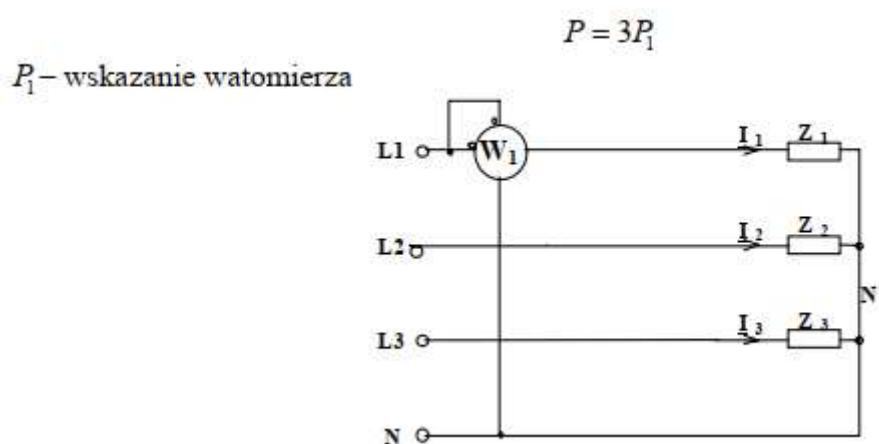 P = 3P₁
P₁ – wskazanie watomierza
L1 W₁ I₁ Z₁
L2 I₂ Z₂
N
L3 I₃ Z₃
N